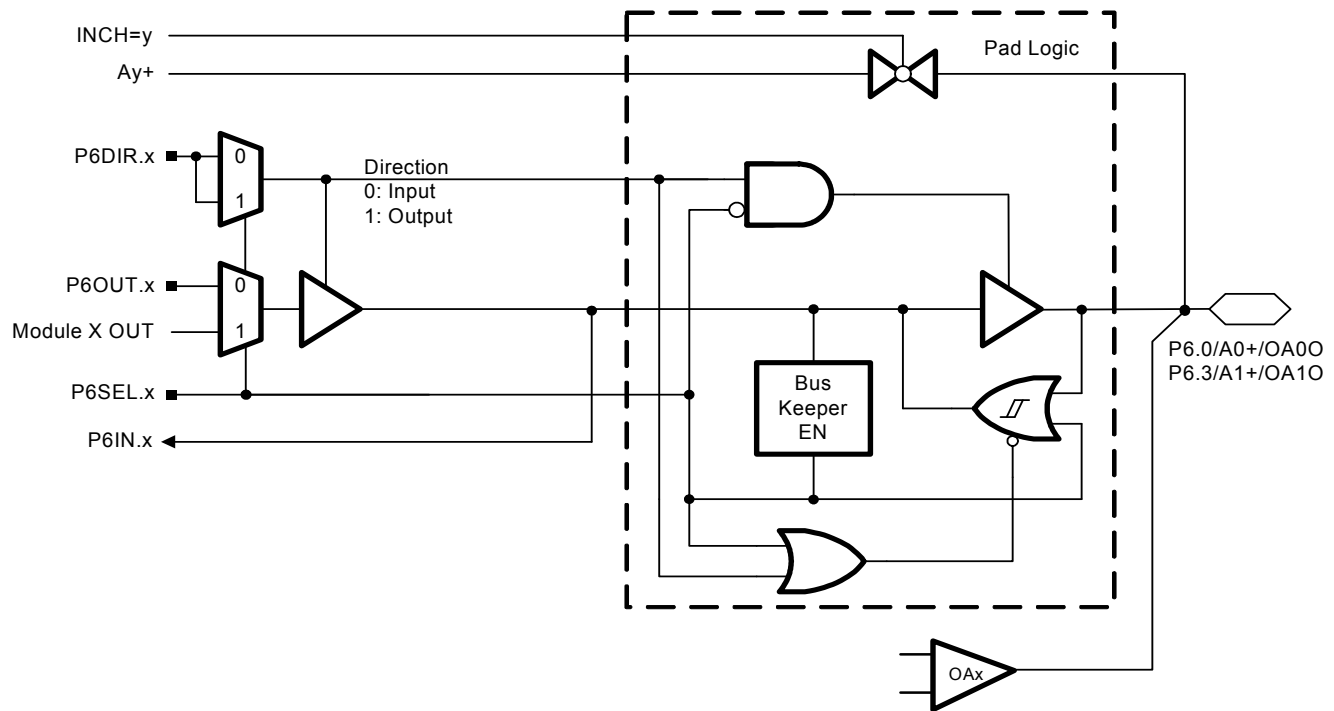 INCH=y
Pad Logic
Ay+
P6DIR.x
0
1
Direction
0: Input
1: Output
P6OUT.x
0
Module X OUT
1
P6.0/A0+/OA0O
P6.3/A1+/OA1O
P6SEL.x
Bus
Keeper
EN
P6IN.x
OAx